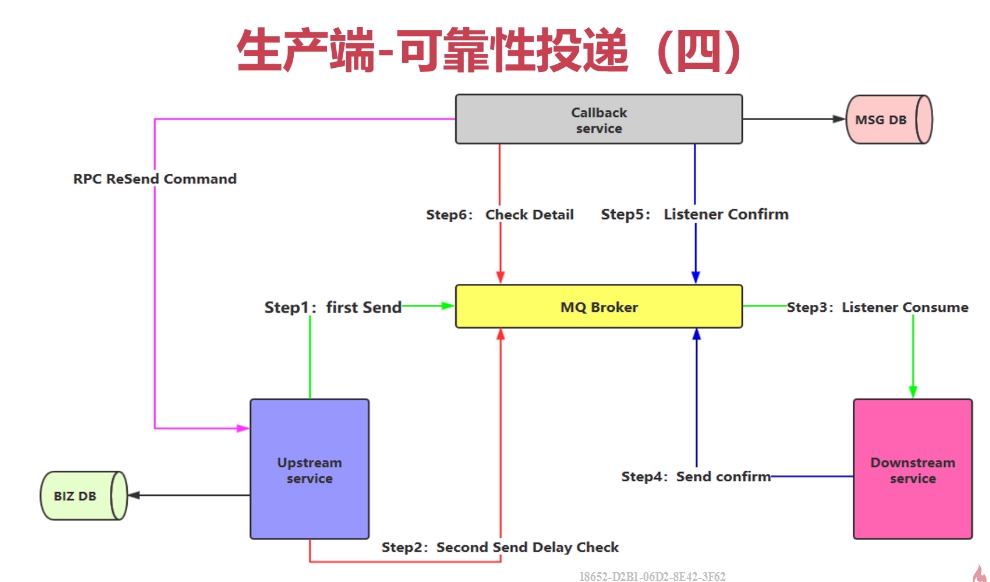 生产端-可靠性投递（四）
Callback
service
MSG DB
RPC ReSend Command
Step6： Check Detail
Step5： Listener Confirm
Step1：first Send
MQ Broker
Step3：Listener Consume
Upstream
service
Downstream
service
Step4：Send confirm
BIZ DB
Step2：Second Send Delay Check
18652-D2B1-06D2-8E42-3F62